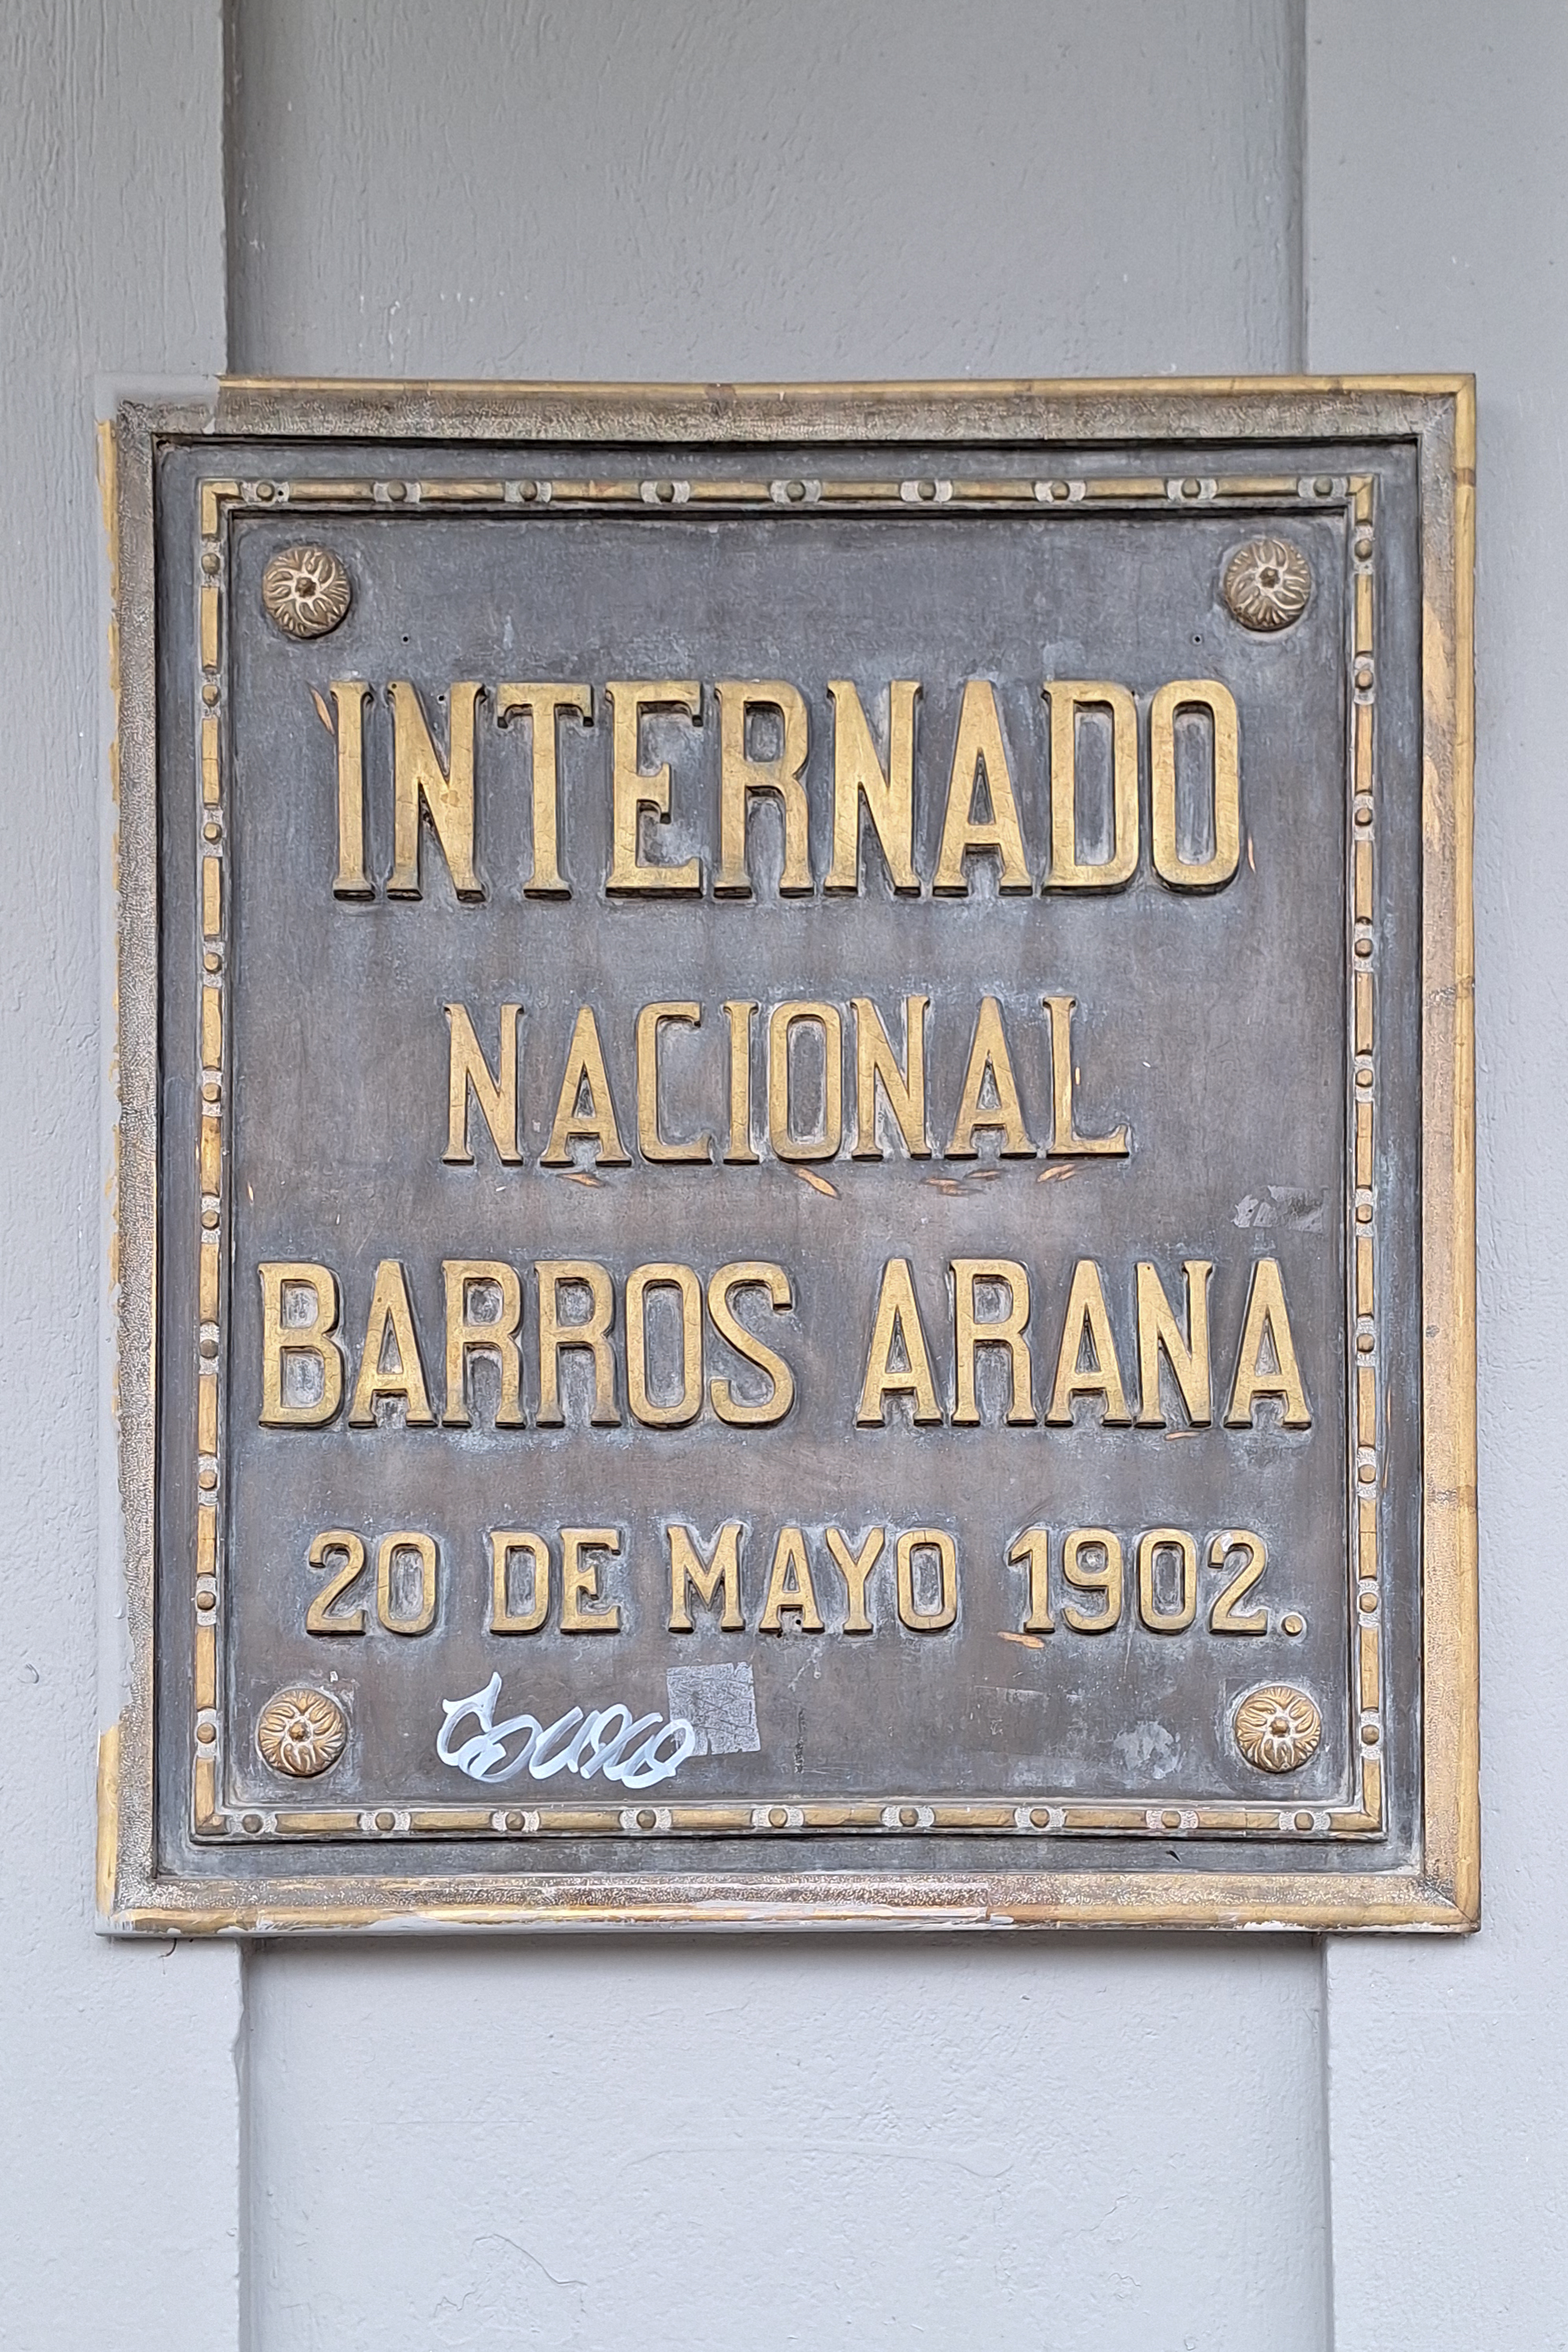 INTERNADO
NACIONAL
BARROS ARANA
20 DE MAYO 1902.